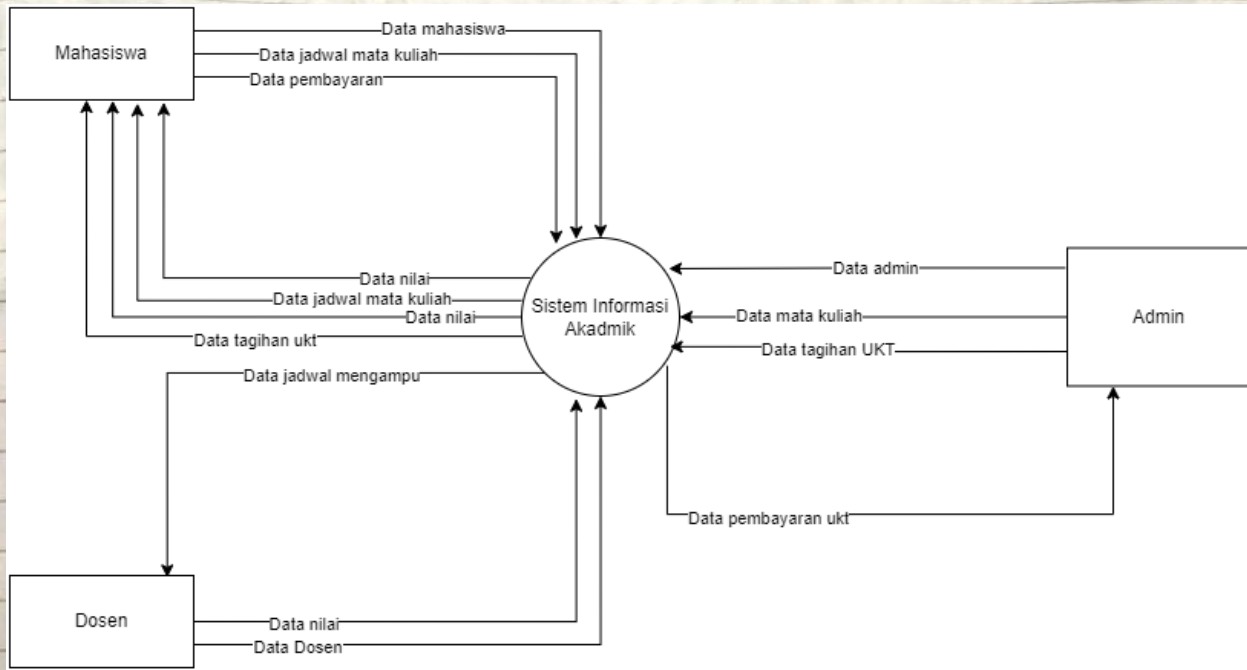 Mahasiswa
Data mahasiswa
Data jadwal mata kuliah
Data pembayaran
Data nilai
Data jadwal mata kuliah
Data nilai
Data tagihan ukt
Data jadwal mengampu
Sistem Informasi
Akadmik
Data admin
Data mata kuliah
Data tagihan UKT
Admin
Data pembayaran ukt
Dosen
Data nilai
Data Dosen